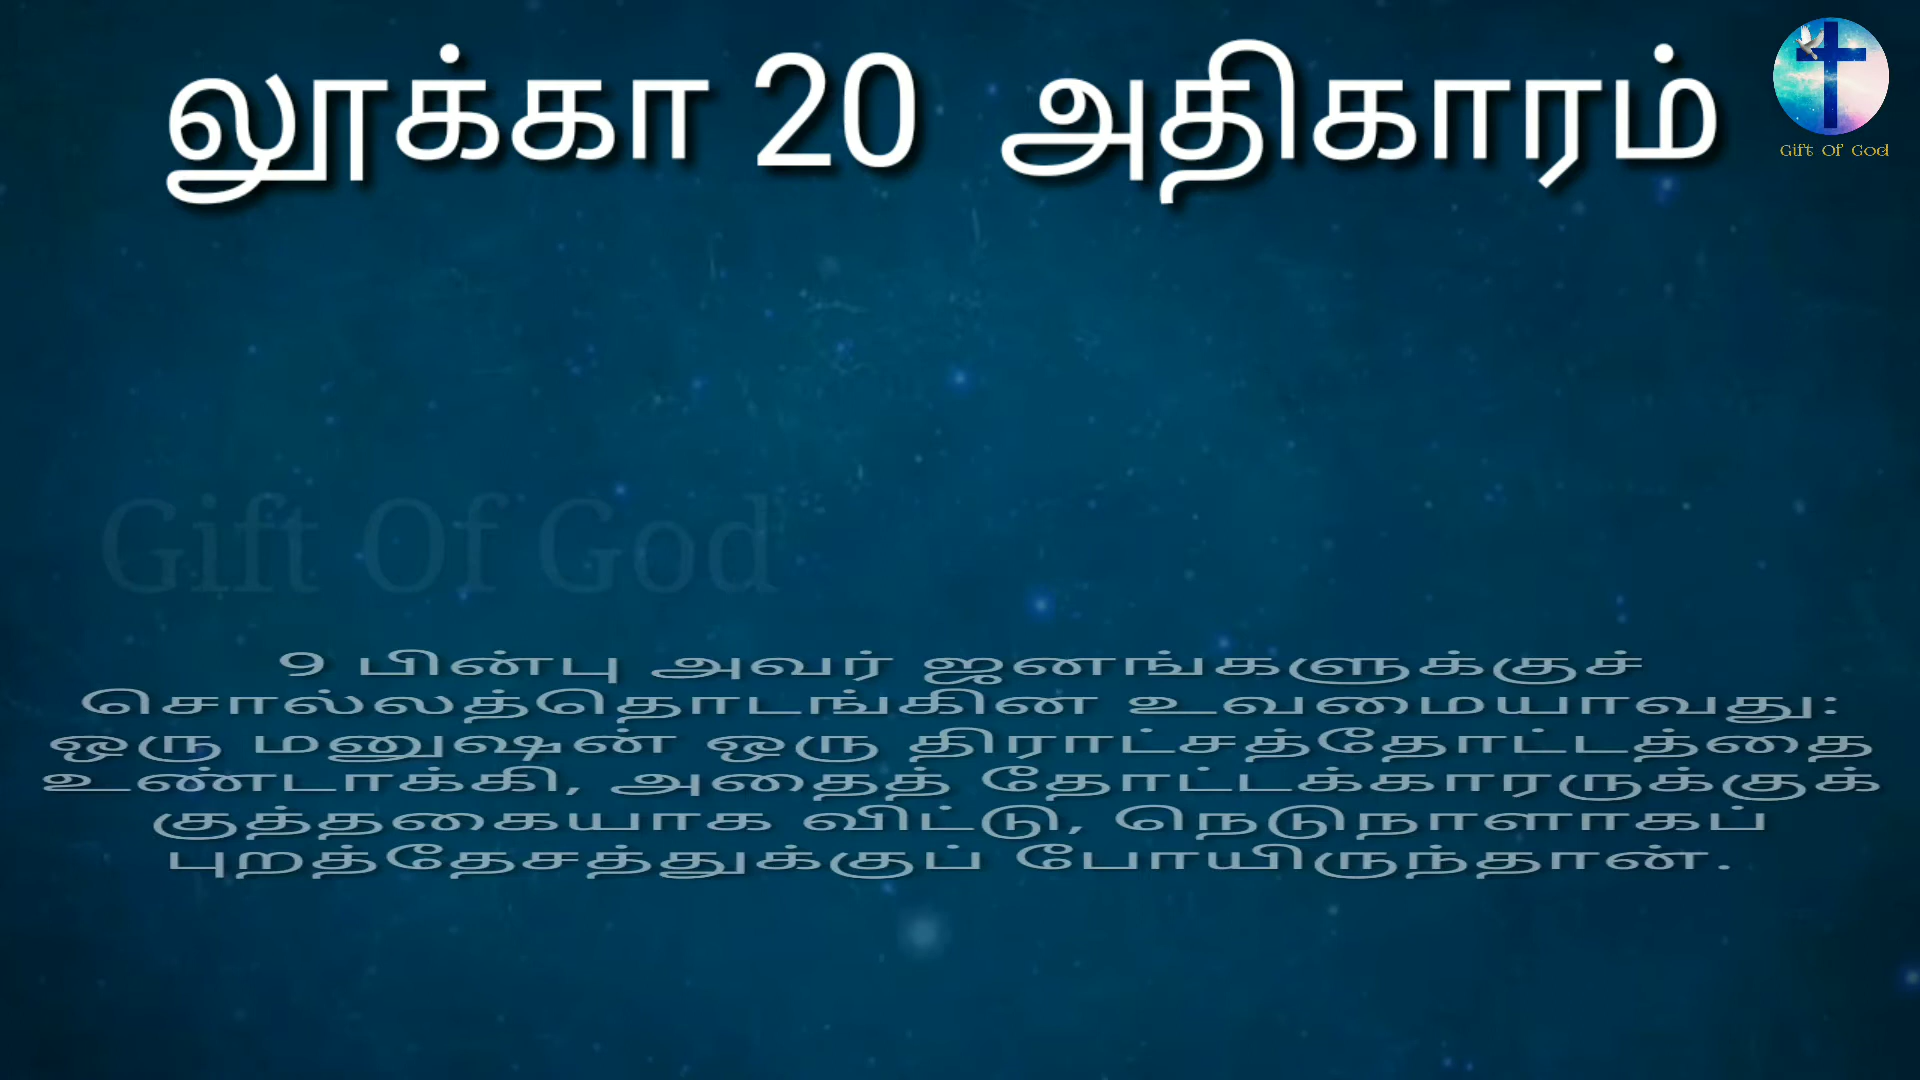 லூக்கா 20 அதிகாரம்
Gift Of God
Gift Of God
9 பின்பு அவர் ஜனங்களுக்குச்
சொல்லத்தொடங்கின உவமையாவது:
ஒரு மனுஷன் ஒரு திராட்சத்தோட்டத்தை
உண்டாக்கி, அதைத் தோட்டக்காரருக்குக்
குத்தகையாக விட்டு, நெடுநாளாகப்
புறத்தேசத்துக்குப் போயிருந்தான்.